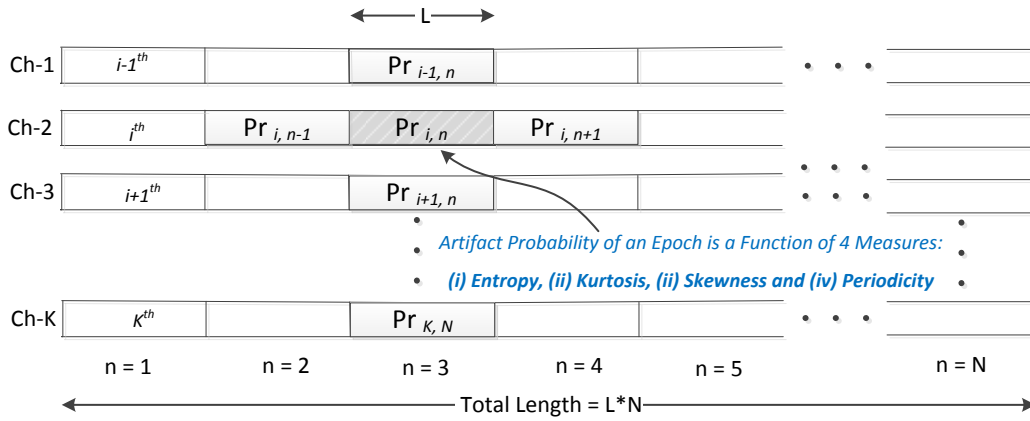 L
Ch-1 i-1th Pr i-1, n
Ch-2 ith Pr i, n-1 Pr i, n Pr i, n+1
Ch-3 i+1th Pr i+1, n
Artifact Probability of an Epoch is a Function of 4 Measures:
(i) Entropy, (ii) Kurtosis, (ii) Skewness and (iv) Periodicity
Ch-K Kth Pr K, N
n = 1 n = 2 n = 3 n = 4 n = 5 n = N
Total Length = L*N